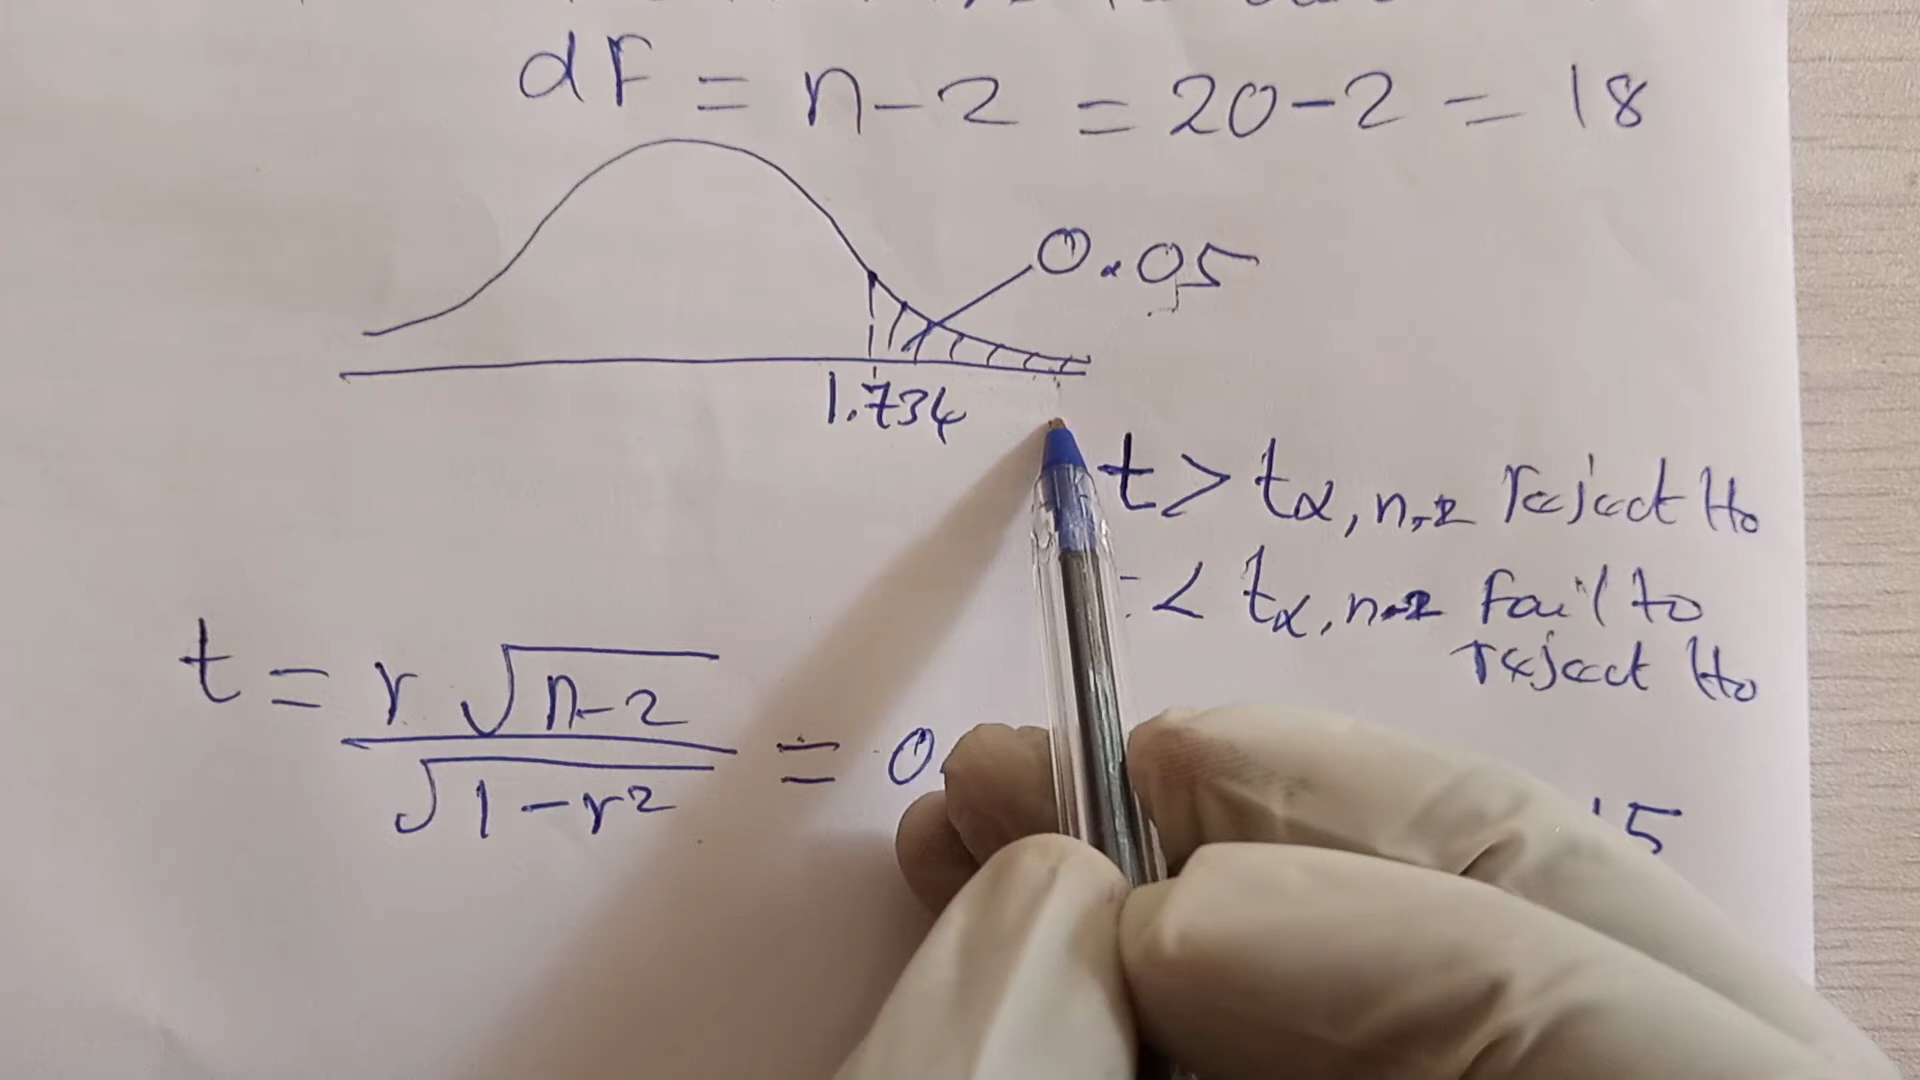 dF = n-2 = 20-2 = 18
0.05
1.734
t > tα, n-2 reject Ho
< tα, n-2 fail to
reject Ho
t = r √n-2 / √1-r² = 0.
5